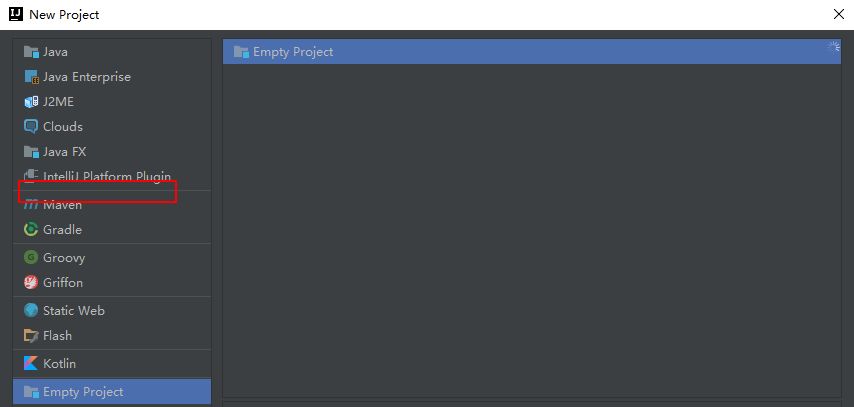 New Project
Java
Java Enterprise
J2ME
Clouds
Java FX
IntelliJ Platform Plugin
Maven
Gradle
Groovy
Griffon
Static Web
Flash
Kotlin
Empty Project
Empty Project